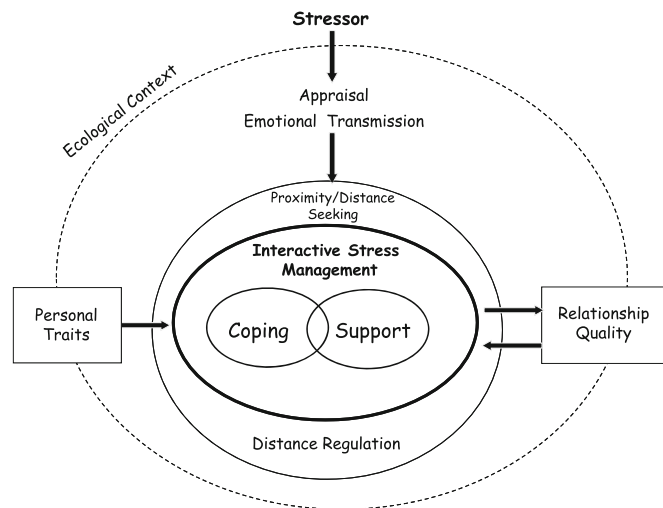 Stressor
Ecological Context
Appraisal
Emotional Transmission
Proximity/Distance
Seeking
Interactive Stress
Management
Personal
Traits
Coping
Support
Relationship
Quality
Distance Regulation